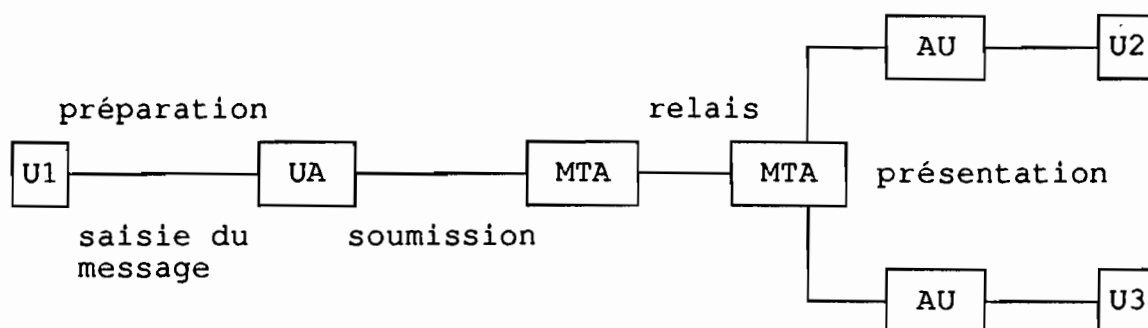 AU U2
préparation relais
U1 UA MTA MTA présentation
saisie du soumission
message
AU U3